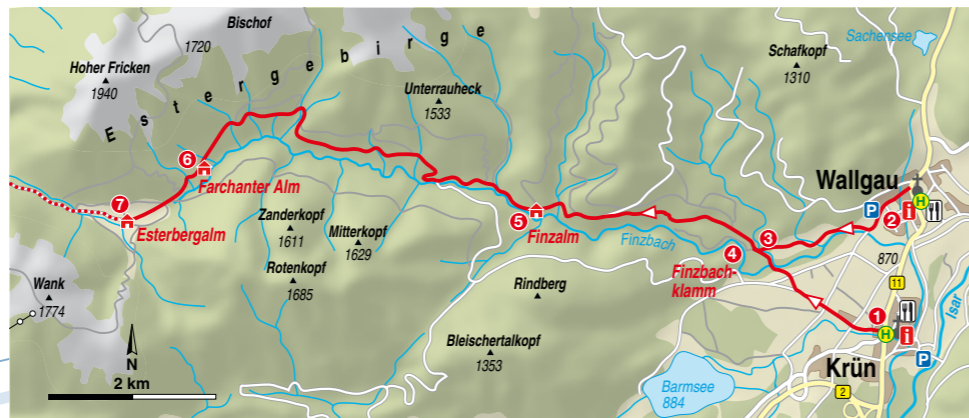 Bischof
1720
Hoher Fricken
1940
Estergebirge
Unterrauheck
1533
Schafkopf
1310
Sachensee
Wallgau
P
H
i
2
870
11
3
4
Finzbach
Finzbach-
klamm
5
Finzalm
6
Farchanter Alm
7
Esterbergalm
Zanderkopf
1611
Mitterkopf
1629
Rotenkopf
1685
Wank
1774
Rindberg
Bleischertalkopf
1353
1
H
i
P
Isar
Krün
2
Barmsee
884
N
2 km